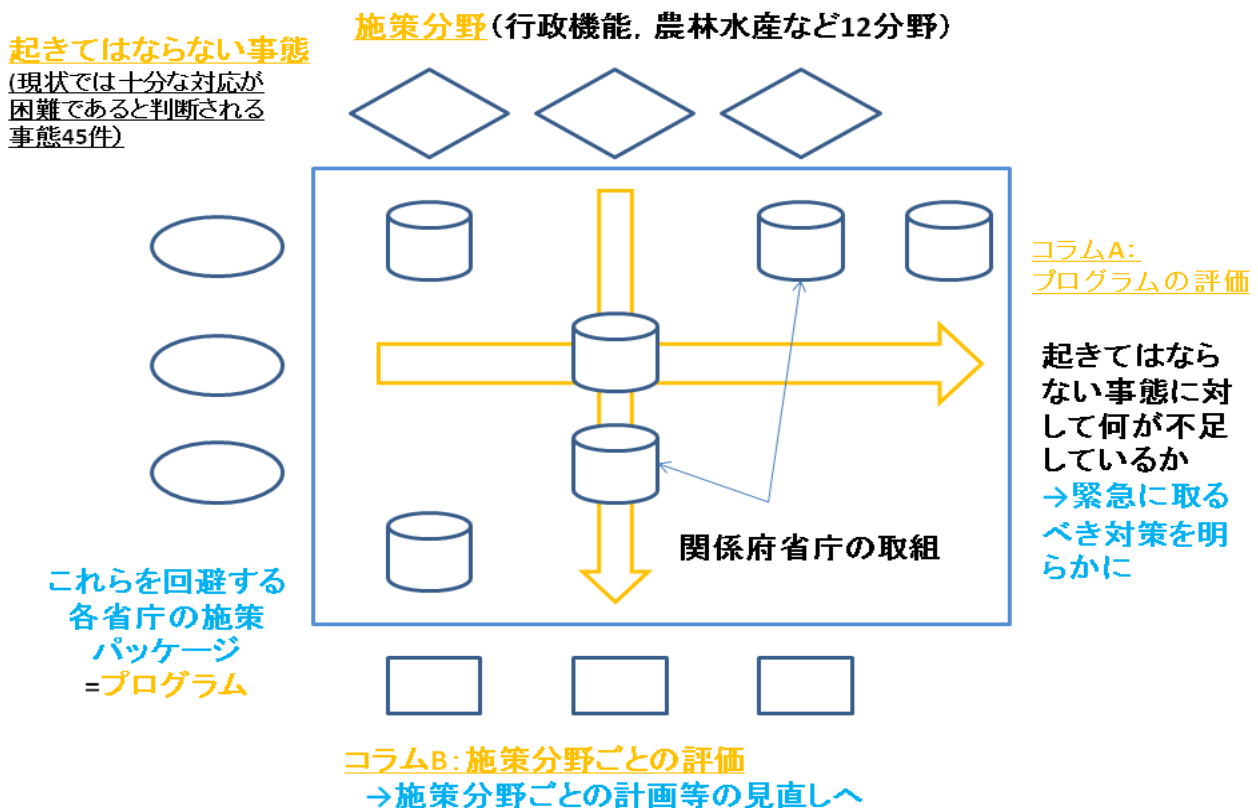 施策分野(行政機能, 農林水産など12分野)
起きてはならない事態
(現状では十分な対応が
困難であると判断される
事態45件)
コラムA:
プログラムの評価
起きてはなら
ない事態に対
して何が不足
しているか
→緊急に取る
べき対策を明
らかに
関係府省庁の取組
これらを回避する
各省庁の施策
パッケージ
=プログラム
コラムB:施策分野ごとの評価
→施策分野ごとの計画等の見直しへ